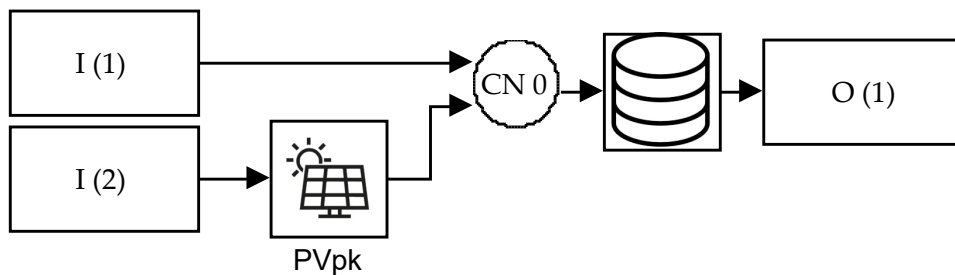 I (1)
CN 0
O (1)
I (2)
PVpk